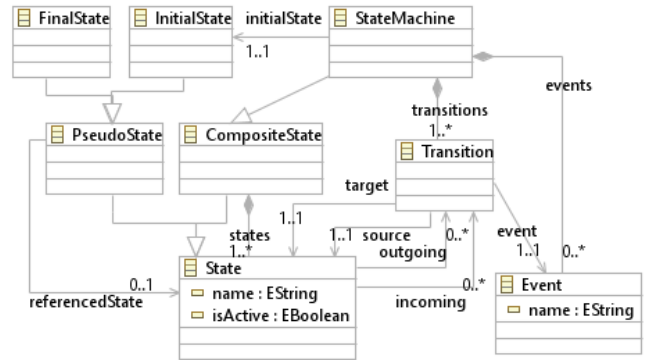 FinalState
InitialState
initialState
StateMachine
1..1
events
transitions
1..*
PseudoState
CompositeState
Transition
target
1..1
states
1..*
1..1
source
0..*
outgoing
event
1..1
0..*
State
name : EString
isActive : EBoolean
0..1
referencedState
0..*
incoming
Event
name : EString